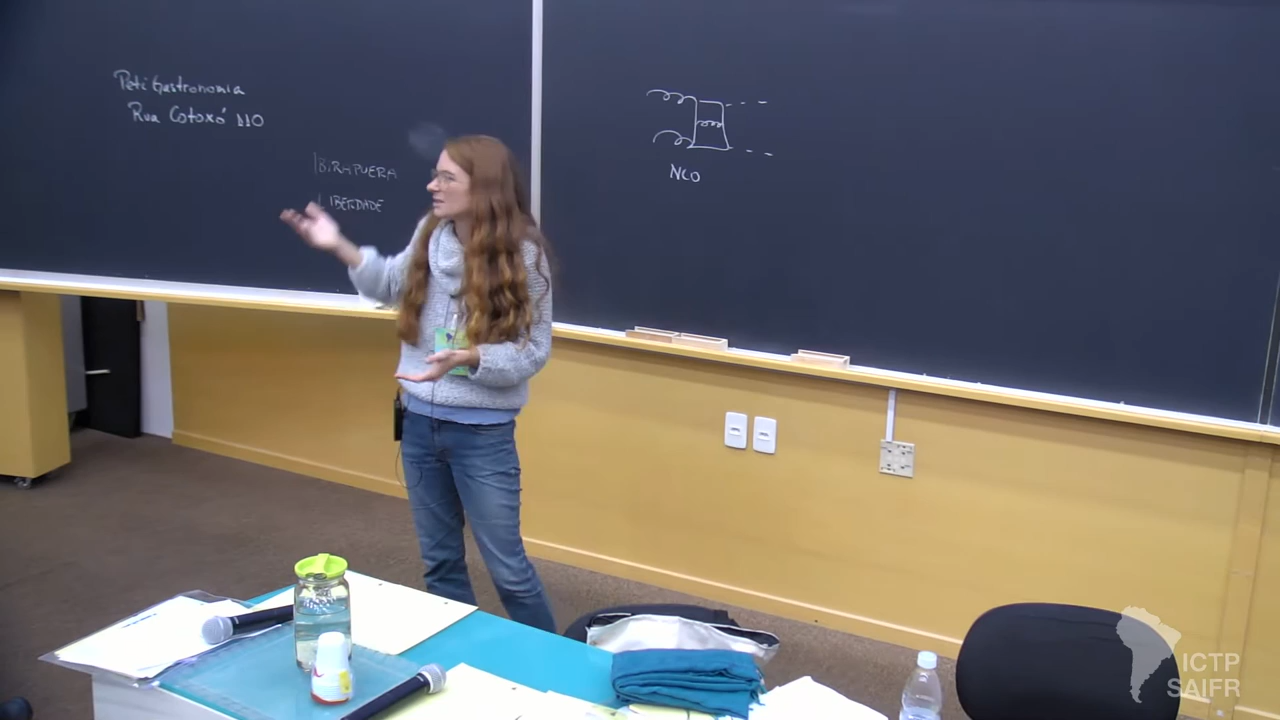 Peti Gastronomia
Rua Cotoxó 110
IBIRAPUERA
LIBERDADE
NLO
ICTP
SAIFR